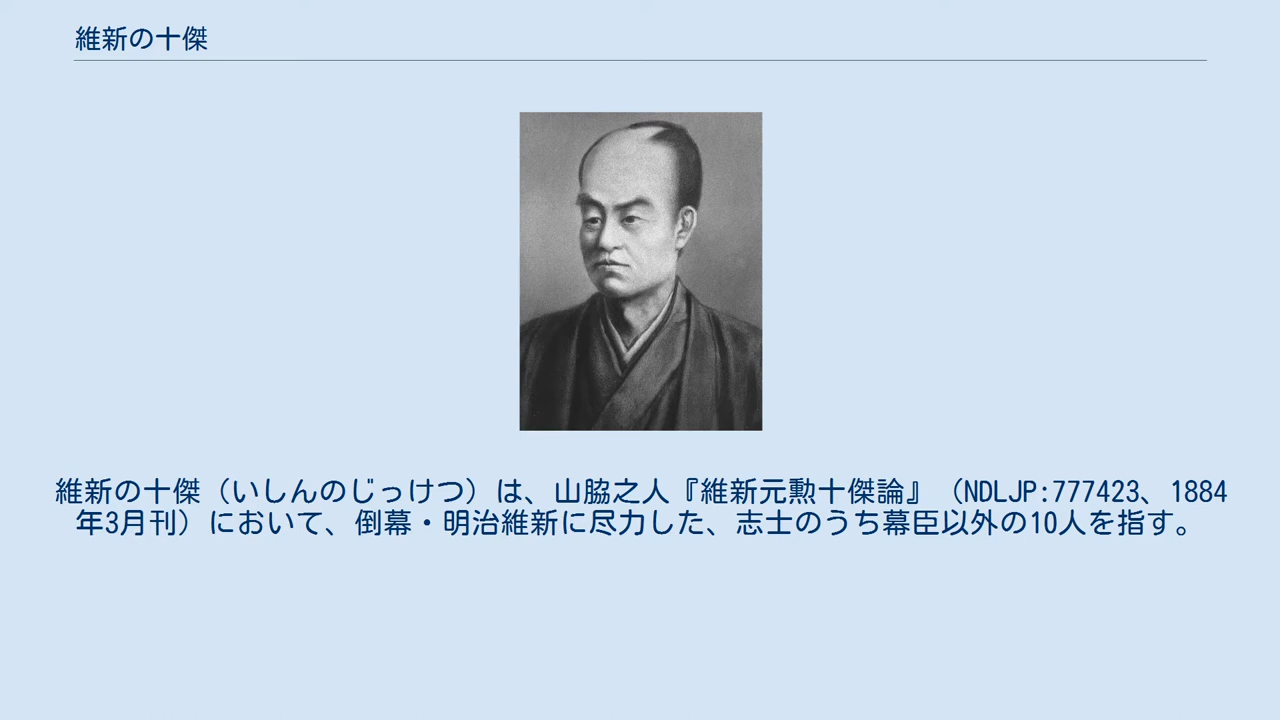 維新の十傑
維新の十傑（いしんのじっけつ）は、山脇之人『維新元勲十傑論』（NDLJP:777423、1884
年3月刊）において、倒幕・明治維新に尽力した、志士のうち幕臣以外の10人を指す。